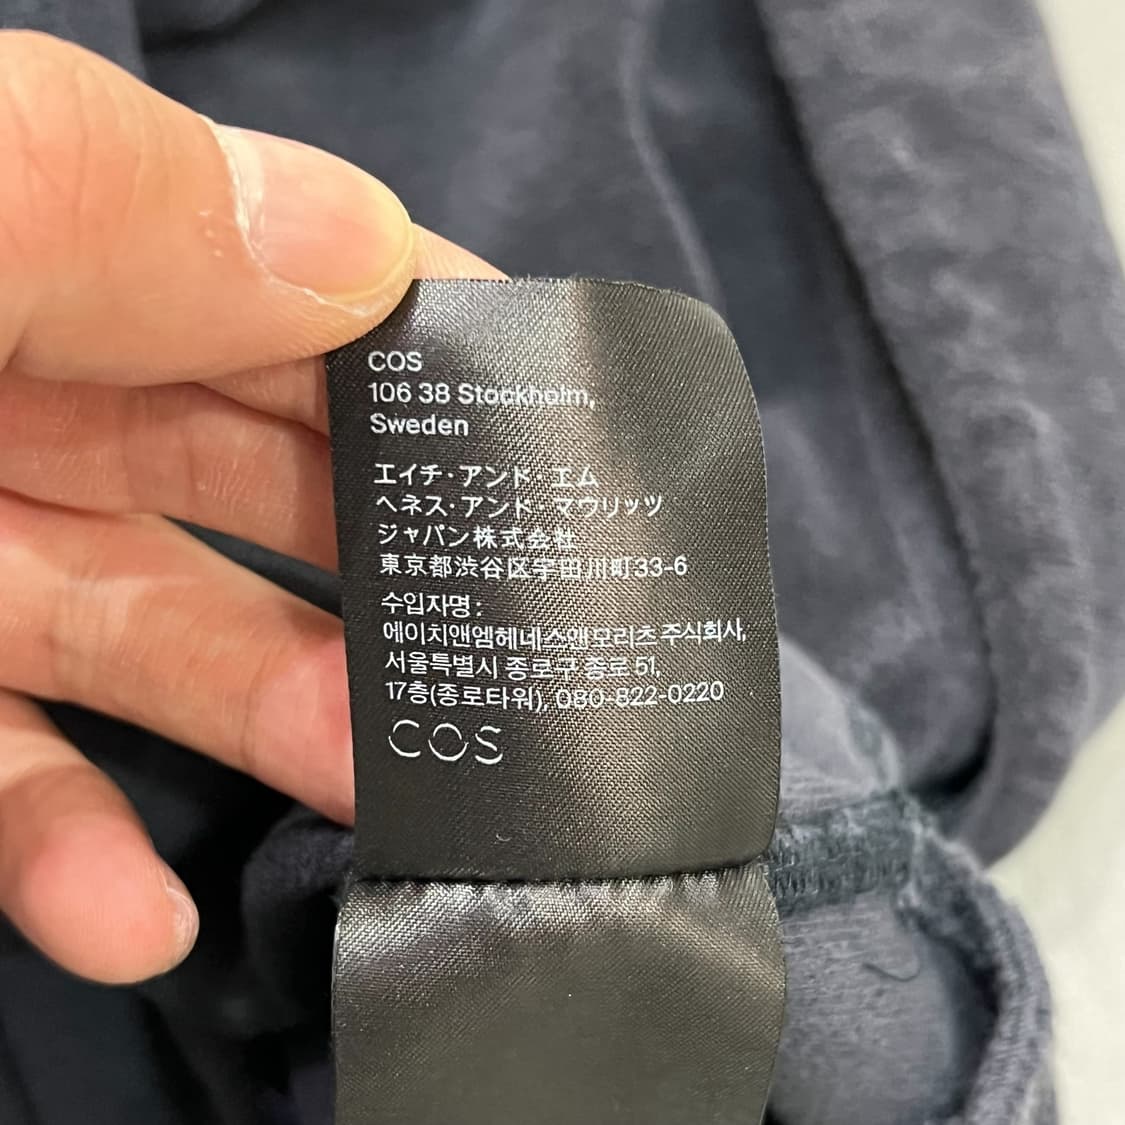 COS
106 38 Stockholm,
Sweden
エイチ・アンド エム
ヘネス・アンド マウリッツ
ジャパン株式会社
東京都渋谷区宇田川町33-6
수입자명:
에이치앤엠헤네스앤모리츠주식회사,
서울특별시 종로구 종로 51,
17층(종로타워), 080-822-0220
COS